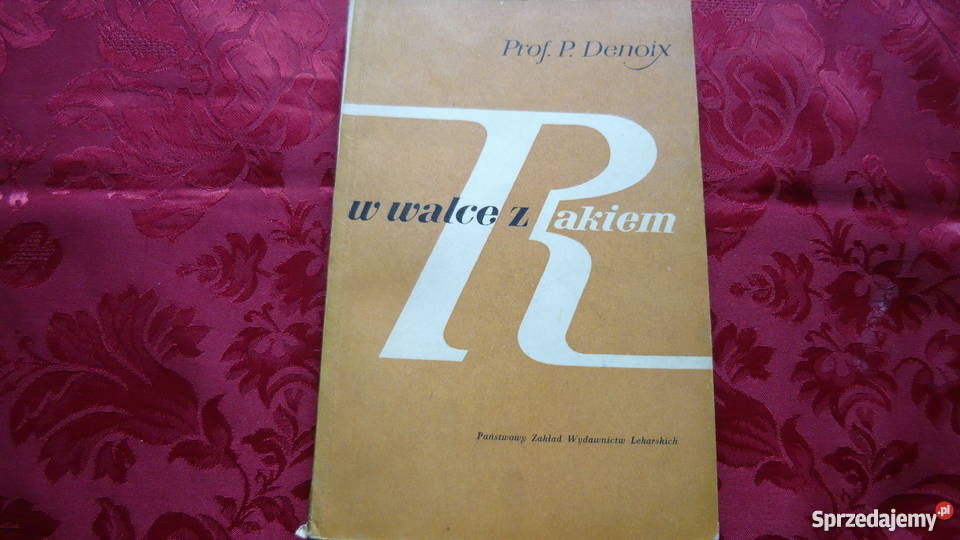 Prof. P. Denoix
w walce z Rakiem
Państwowy Zakład Wydawnictw Lekarskich
Sprzedajemy.pl